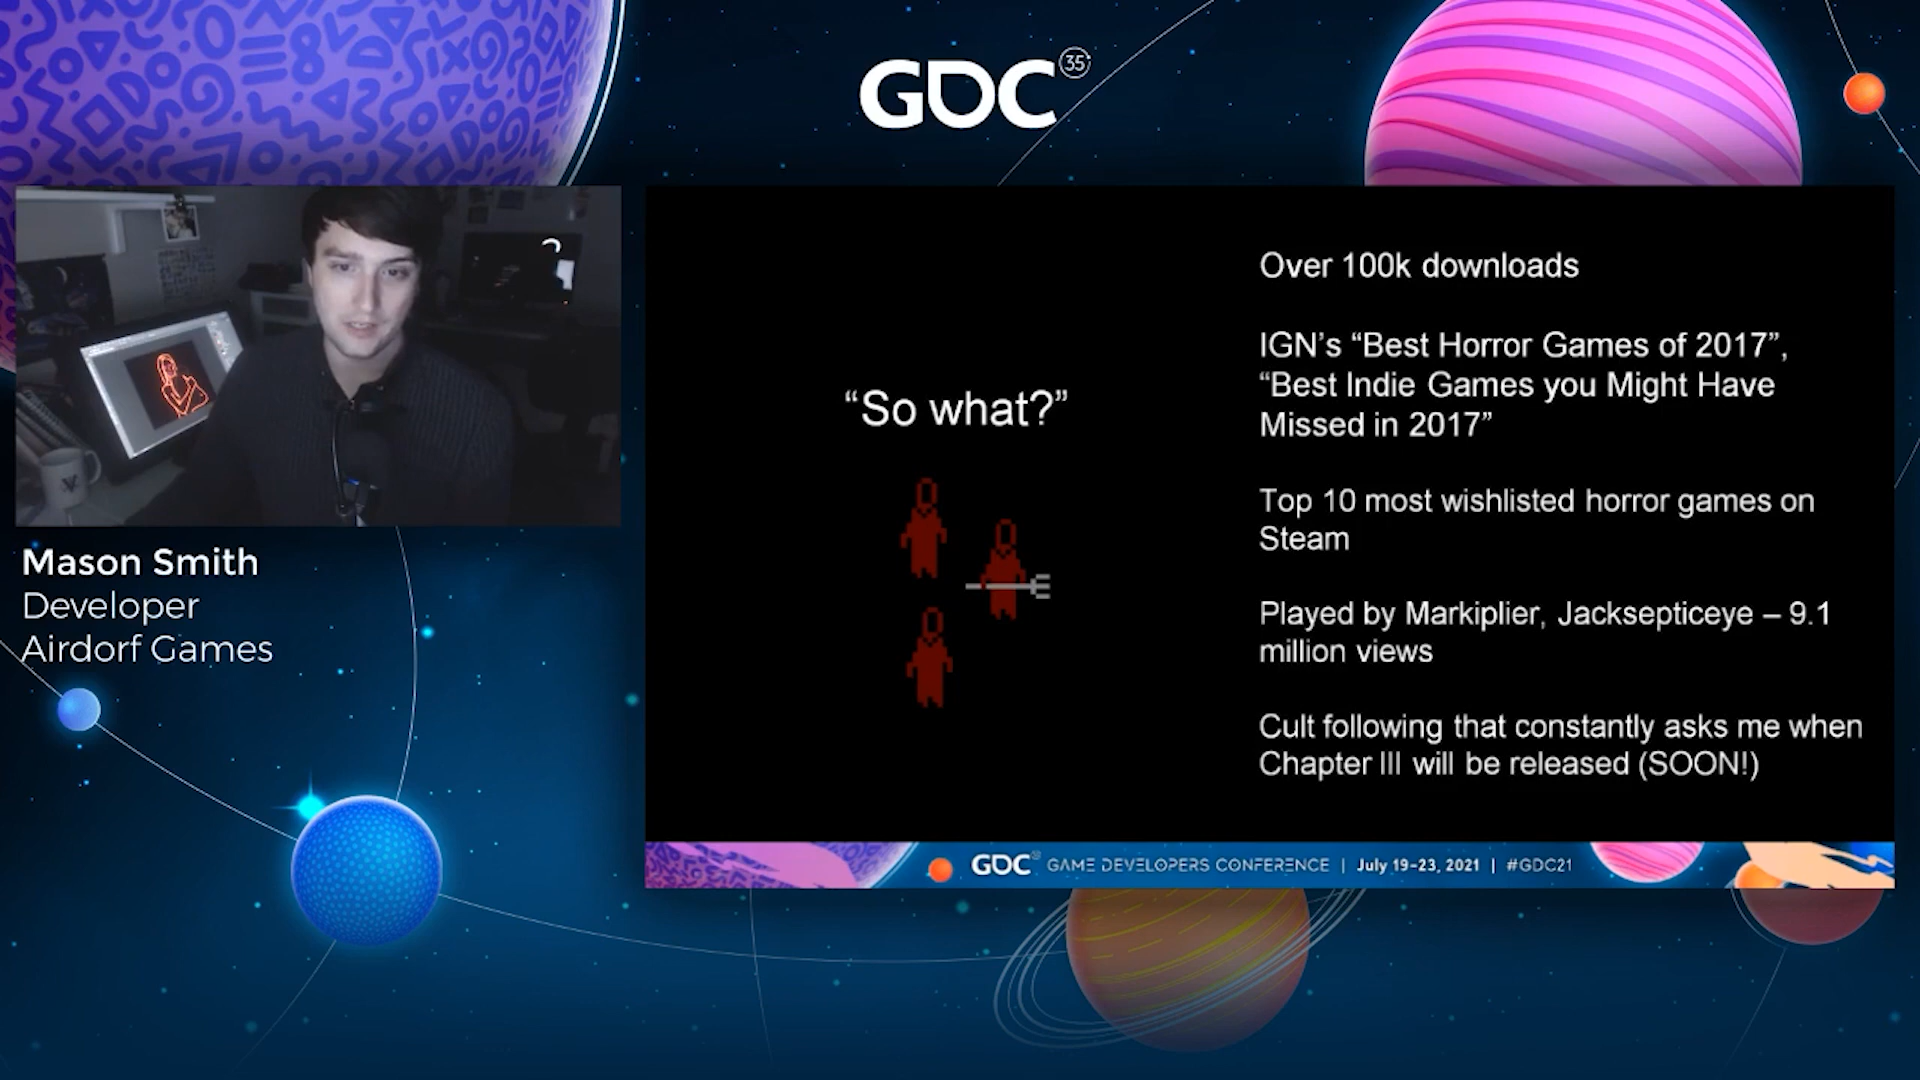 GDC 35
Mason Smith
Developer
Airdorf Games
“So what?”
Over 100k downloads
IGN’s “Best Horror Games of 2017”,
“Best Indie Games you Might Have
Missed in 2017”
Top 10 most wishlisted horror games on
Steam
Played by Markiplier, Jacksepticeye – 9.1
million views
Cult following that constantly asks me when
Chapter III will be released (SOON!)
GDC GAME DEVELOPERS CONFERENCE | July 19-23, 2021 | #GDC21